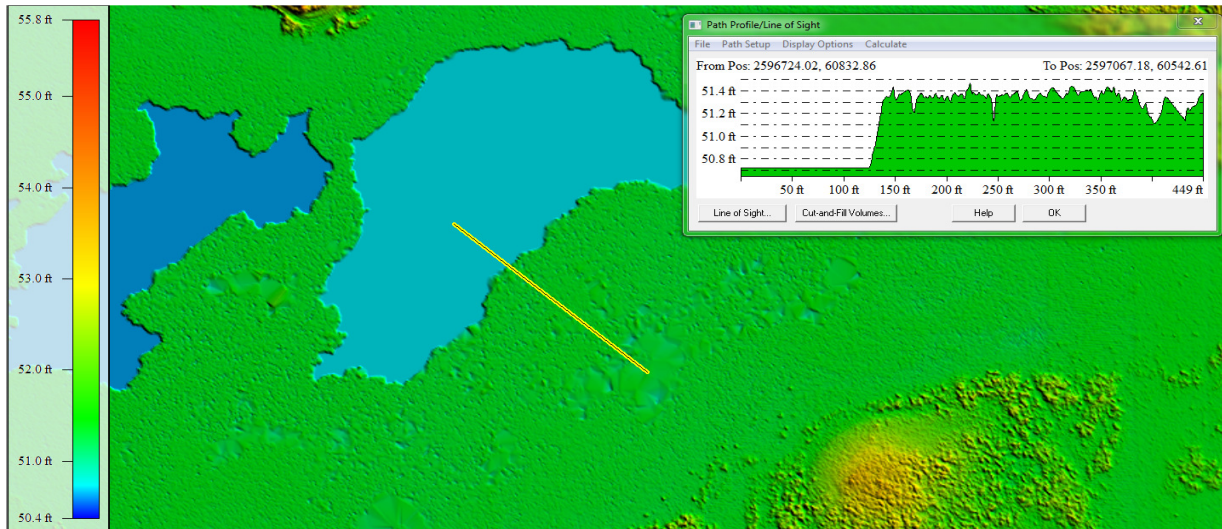 55.8 ft
55.0 ft
54.0 ft
53.0 ft
52.0 ft
51.0 ft
50.4 ft
Path Profile/Line of Sight
x
File Path Setup Display Options Calculate
From Pos: 2596724.02, 60832.86 To Pos: 2597067.18, 60542.61
51.4 ft
51.2 ft
51.0 ft
50.8 ft
50 ft 100 ft 150 ft 200 ft 250 ft 300 ft 350 ft 449 ft
Line of Sight... Cut-and-Fill Volumes... Help OK